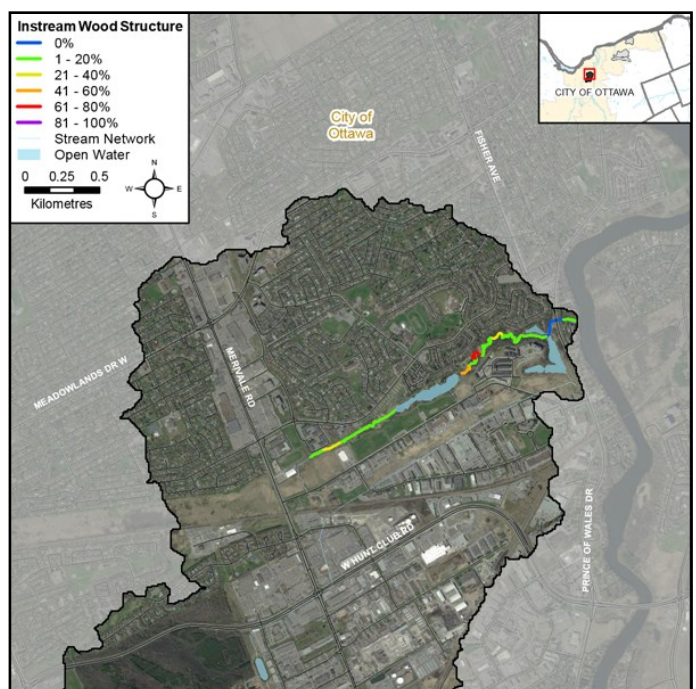 Instream Wood Structure
0%
1 - 20%
21 - 40%
41 - 60%
61 - 80%
81 - 100%
Stream Network
Open Water
0 0.25 0.5
Kilometres
N
W E
S
CITY OF OTTAWA
City of
Ottawa
FISHER AVE
MEADOWLANDS DR W
MERIVALE RD
W HUNT CLUB RD
PRINCE OF WALES DR